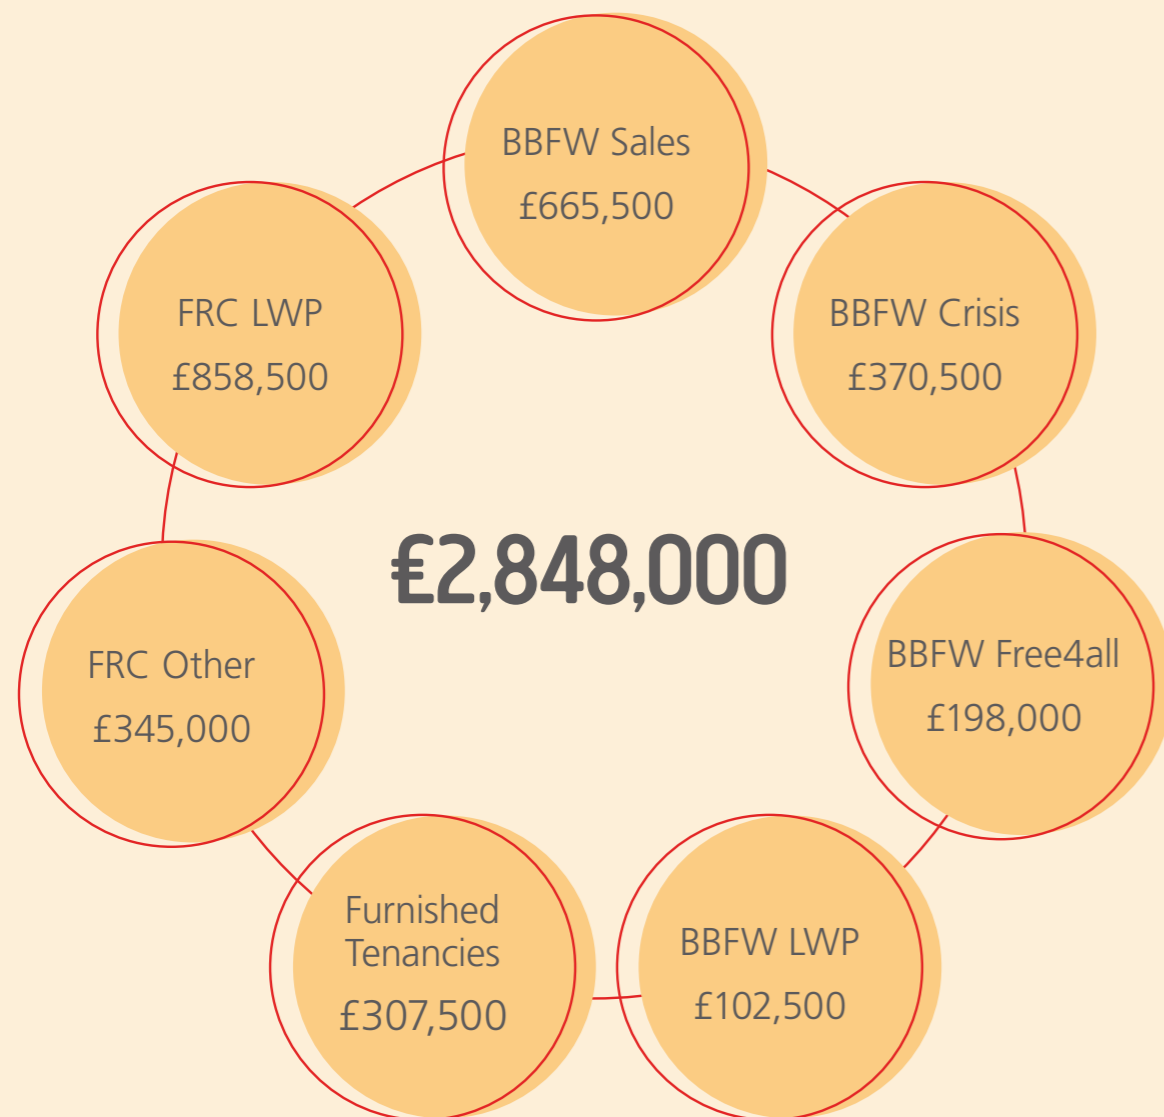 BBFW Sales
£665,500
BBFW Crisis
£370,500
BBFW Free4all
£198,000
BBFW LWP
£102,500
Furnished
Tenancies
£307,500
FRC Other
£345,000
FRC LWP
£858,500
£2,848,000